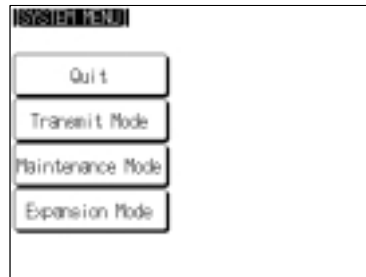 [SYSTEM MENU]
Quit
Transmit Mode
Maintenance Mode
Expansion Mode